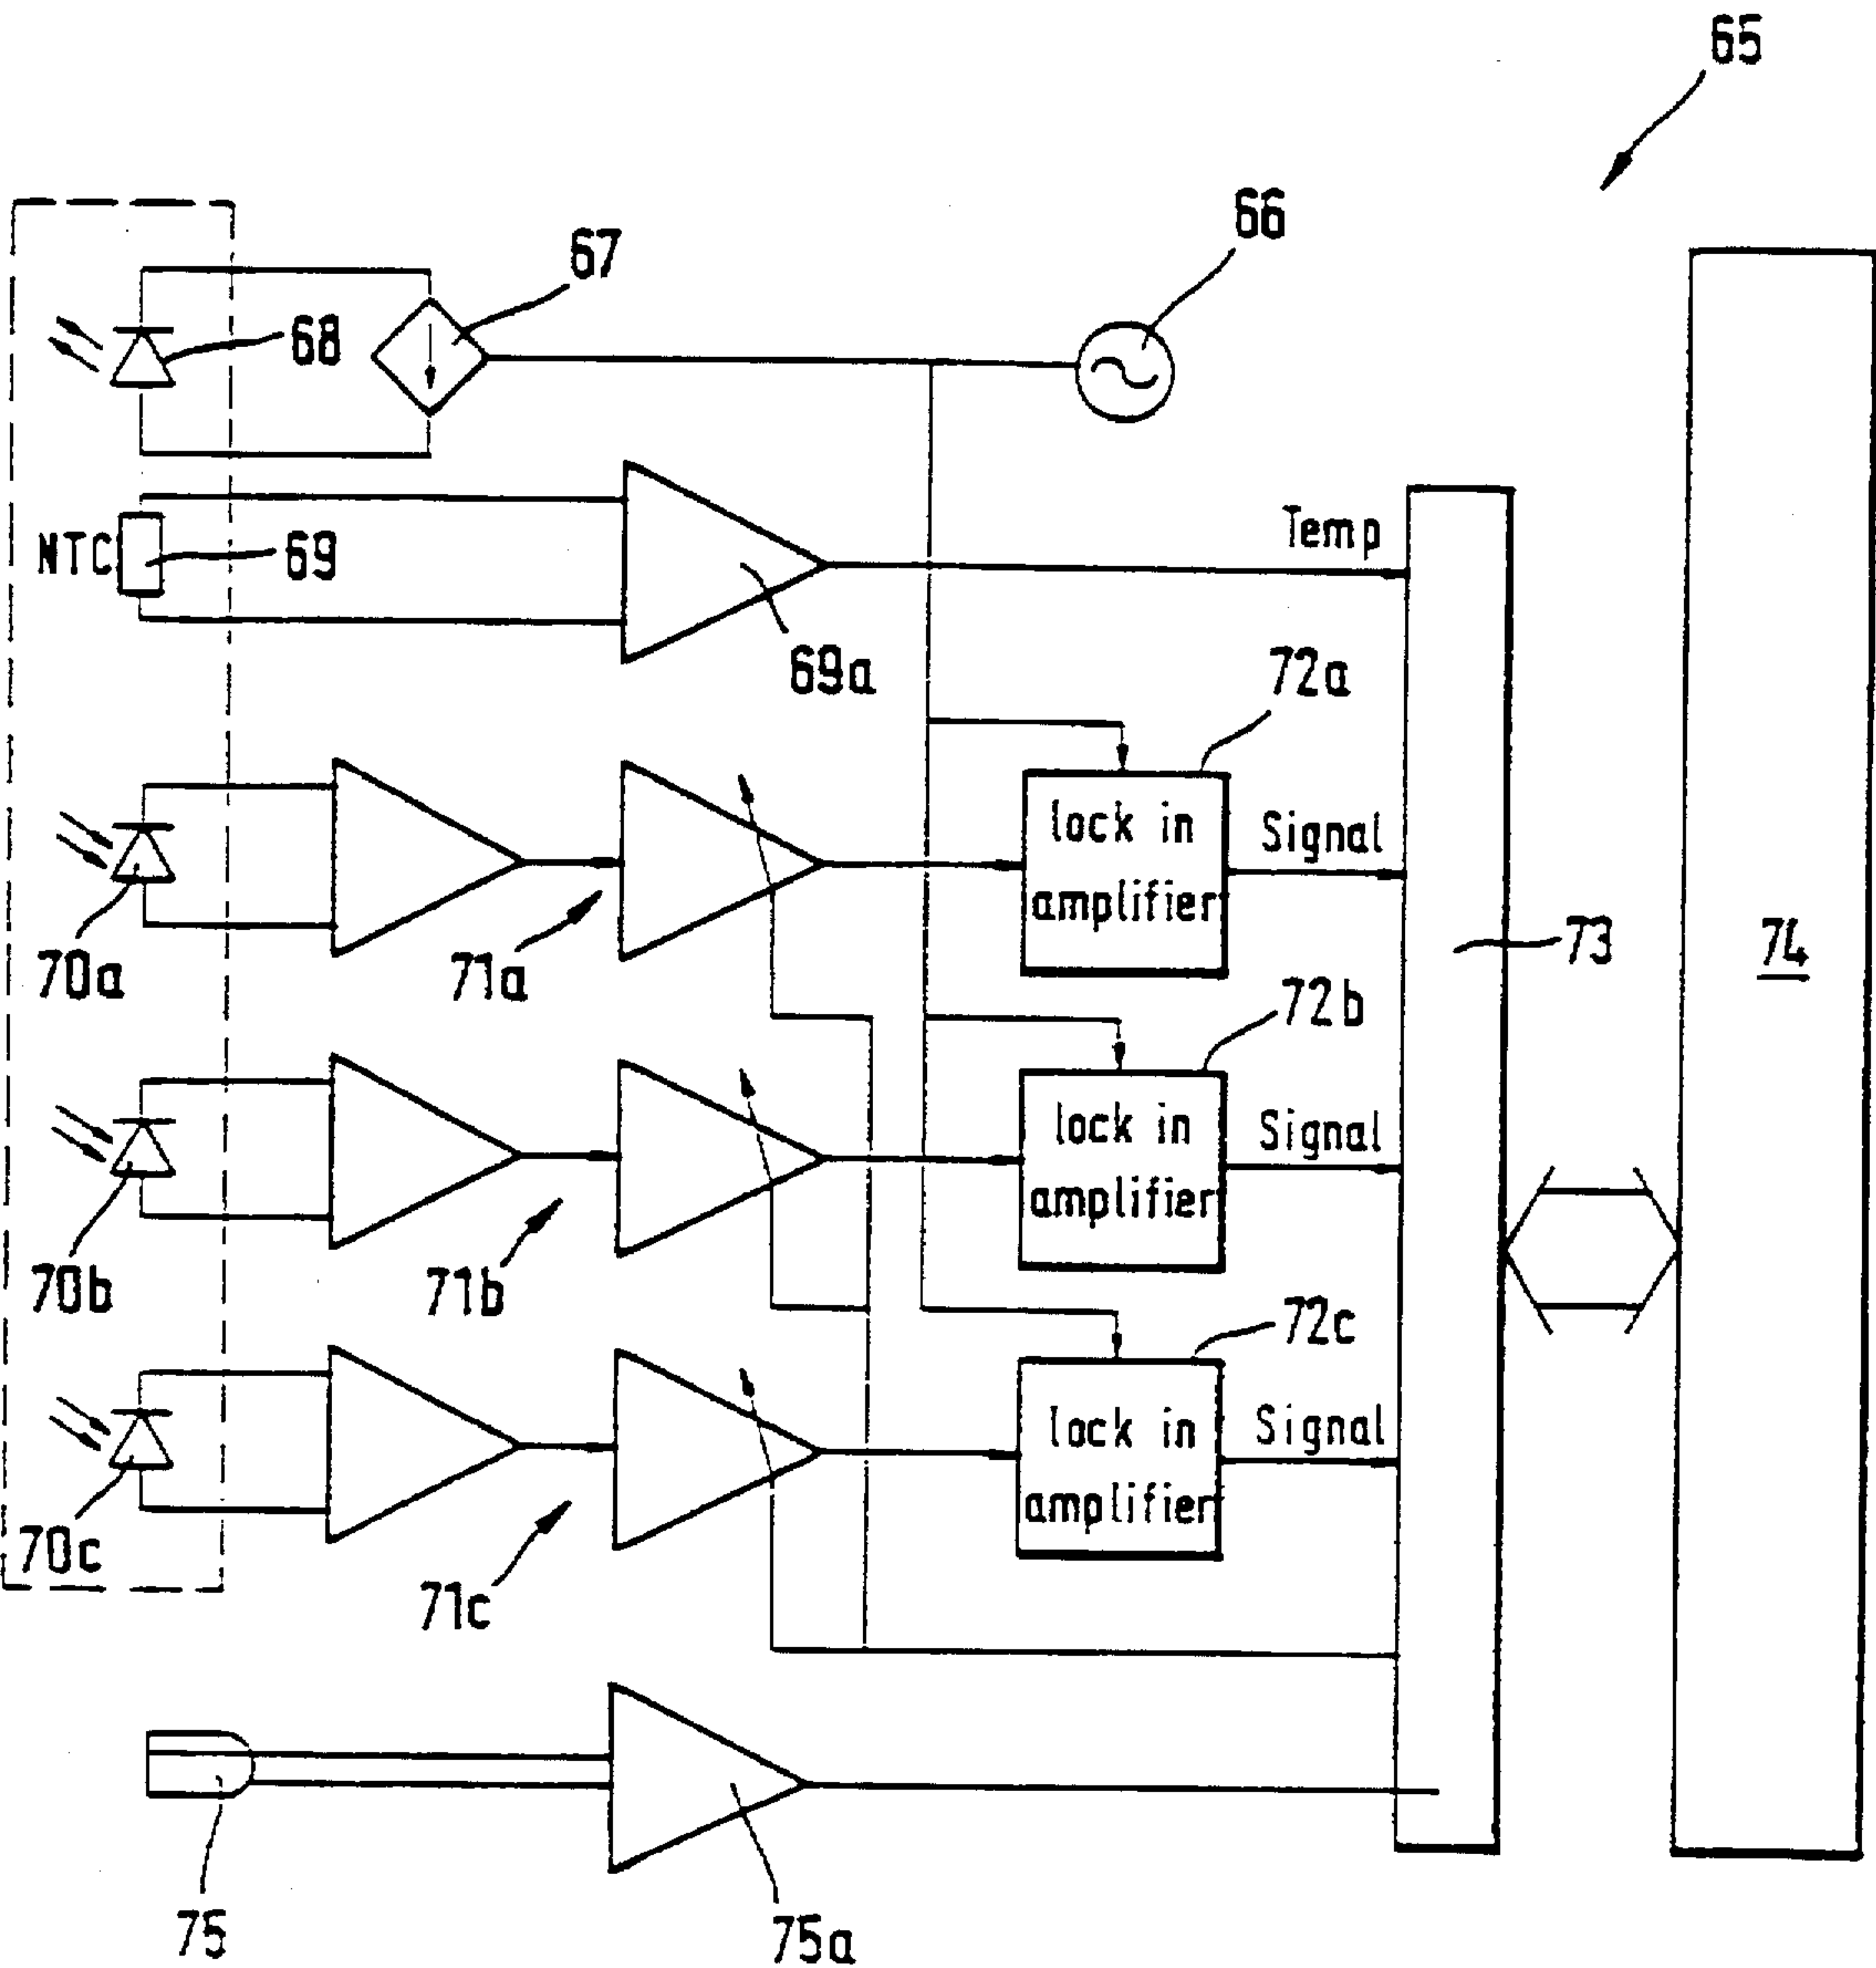 65
66
67
68
NTC
69
Temp
69a
72a
lock in
amplifier
Signal
70a
71a
73
74
72b
lock in
amplifier
Signal
70b
71b
72c
lock in
amplifier
Signal
70c
71c
75
75a